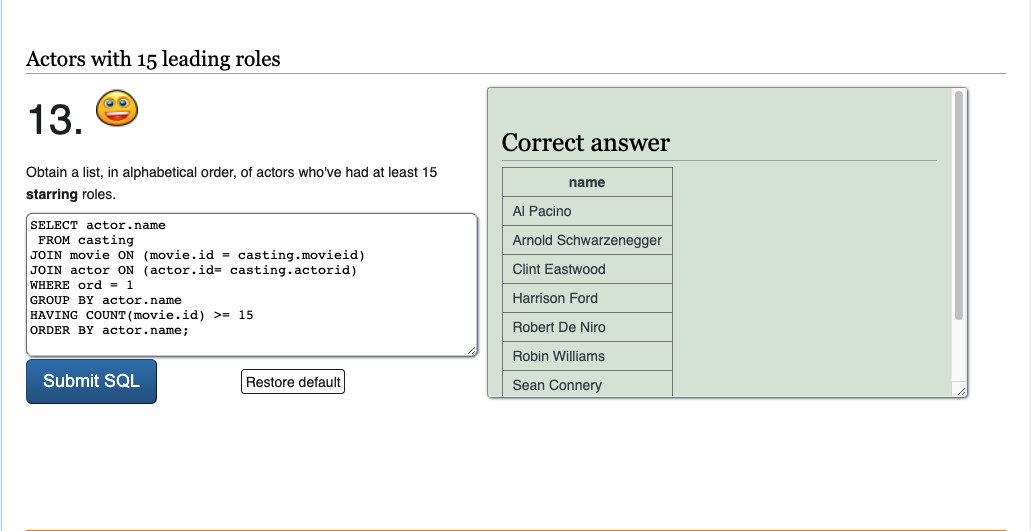 Actors with 15 leading roles
13.
Obtain a list, in alphabetical order, of actors who've had at least 15
starring roles.
SELECT actor.name
 FROM casting
JOIN movie ON (movie.id = casting.movieid)
JOIN actor ON (actor.id= casting.actorid)
WHERE ord = 1
GROUP BY actor.name
HAVING COUNT(movie.id) >= 15
ORDER BY actor.name;
Submit SQL
Restore default
Correct answer
name
Al Pacino
Arnold Schwarzenegger
Clint Eastwood
Harrison Ford
Robert De Niro
Robin Williams
Sean Connery